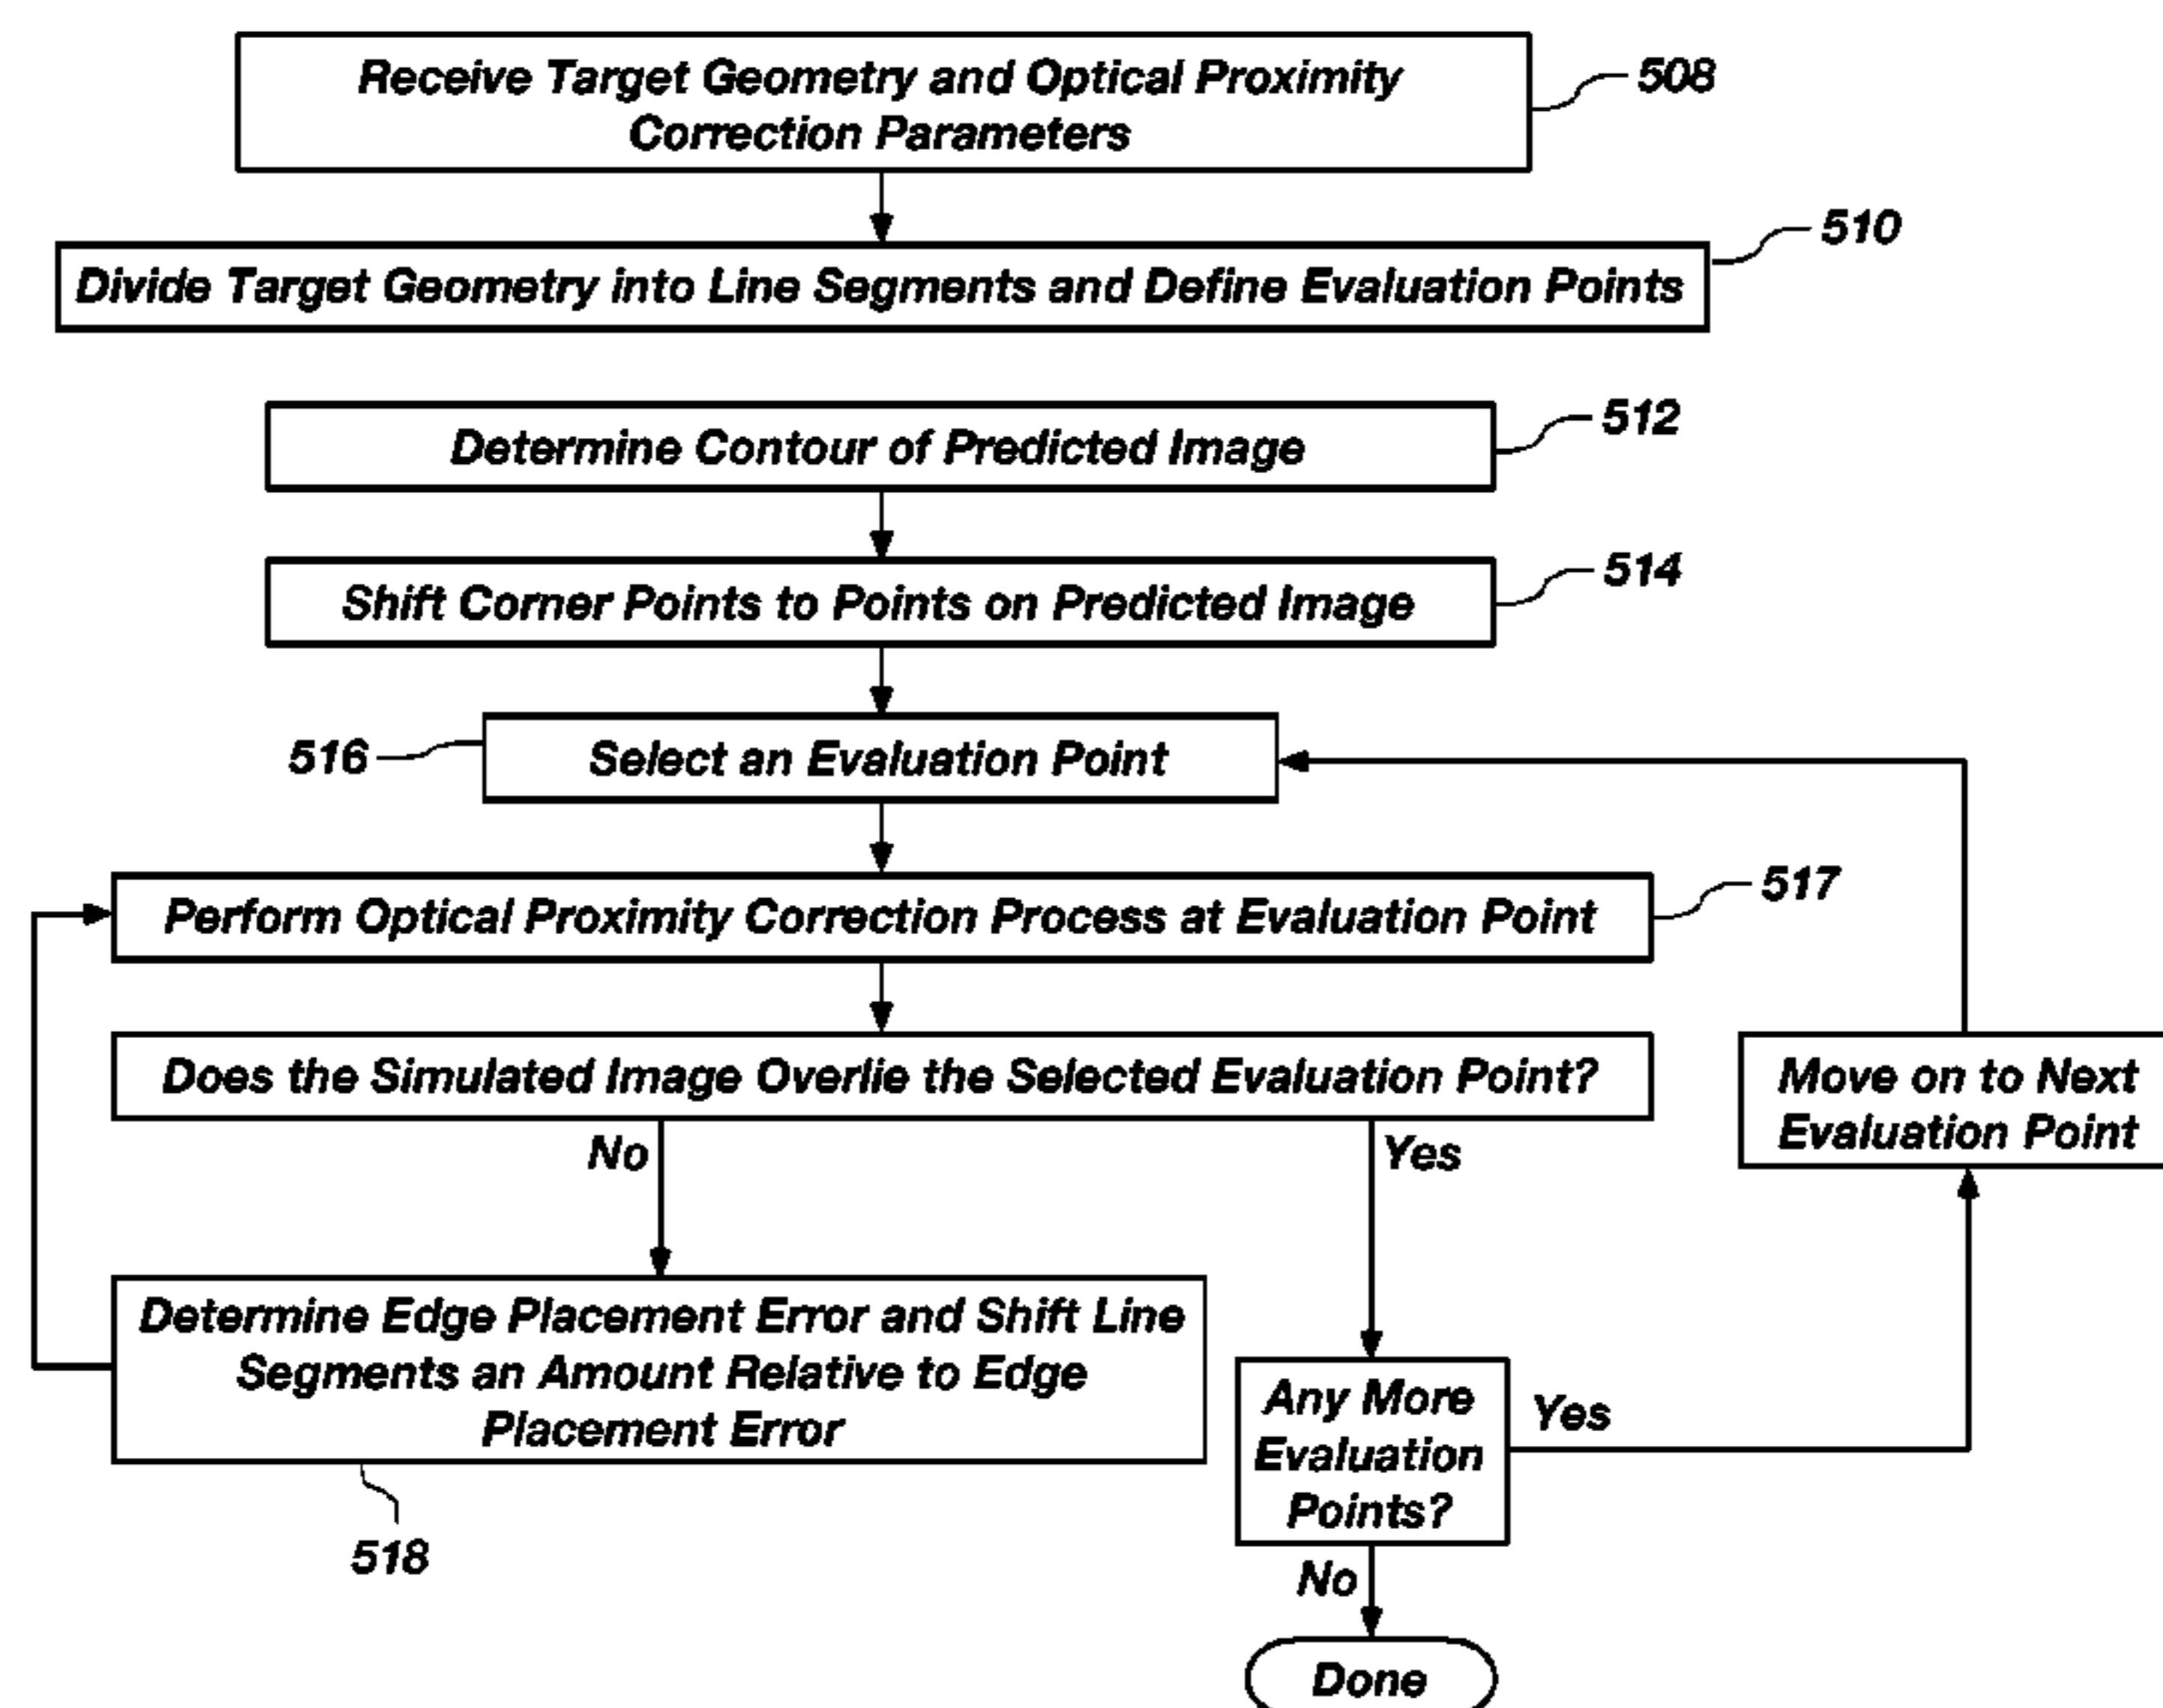 Receive Target Geometry and Optical Proximity
Correction Parameters
508
510
Divide Target Geometry into Line Segments and Define Evaluation Points
512
Determine Contour of Predicted Image
514
Shift Corner Points to Points on Predicted Image
516
Select an Evaluation Point
517
Perform Optical Proximity Correction Process at Evaluation Point
Does the Simulated Image Overlie the Selected Evaluation Point?
Move on to Next
Evaluation Point
No
Yes
Determine Edge Placement Error and Shift Line
Segments an Amount Relative to Edge
Placement Error
518
Any More
Evaluation
Points?
Yes
No
Done